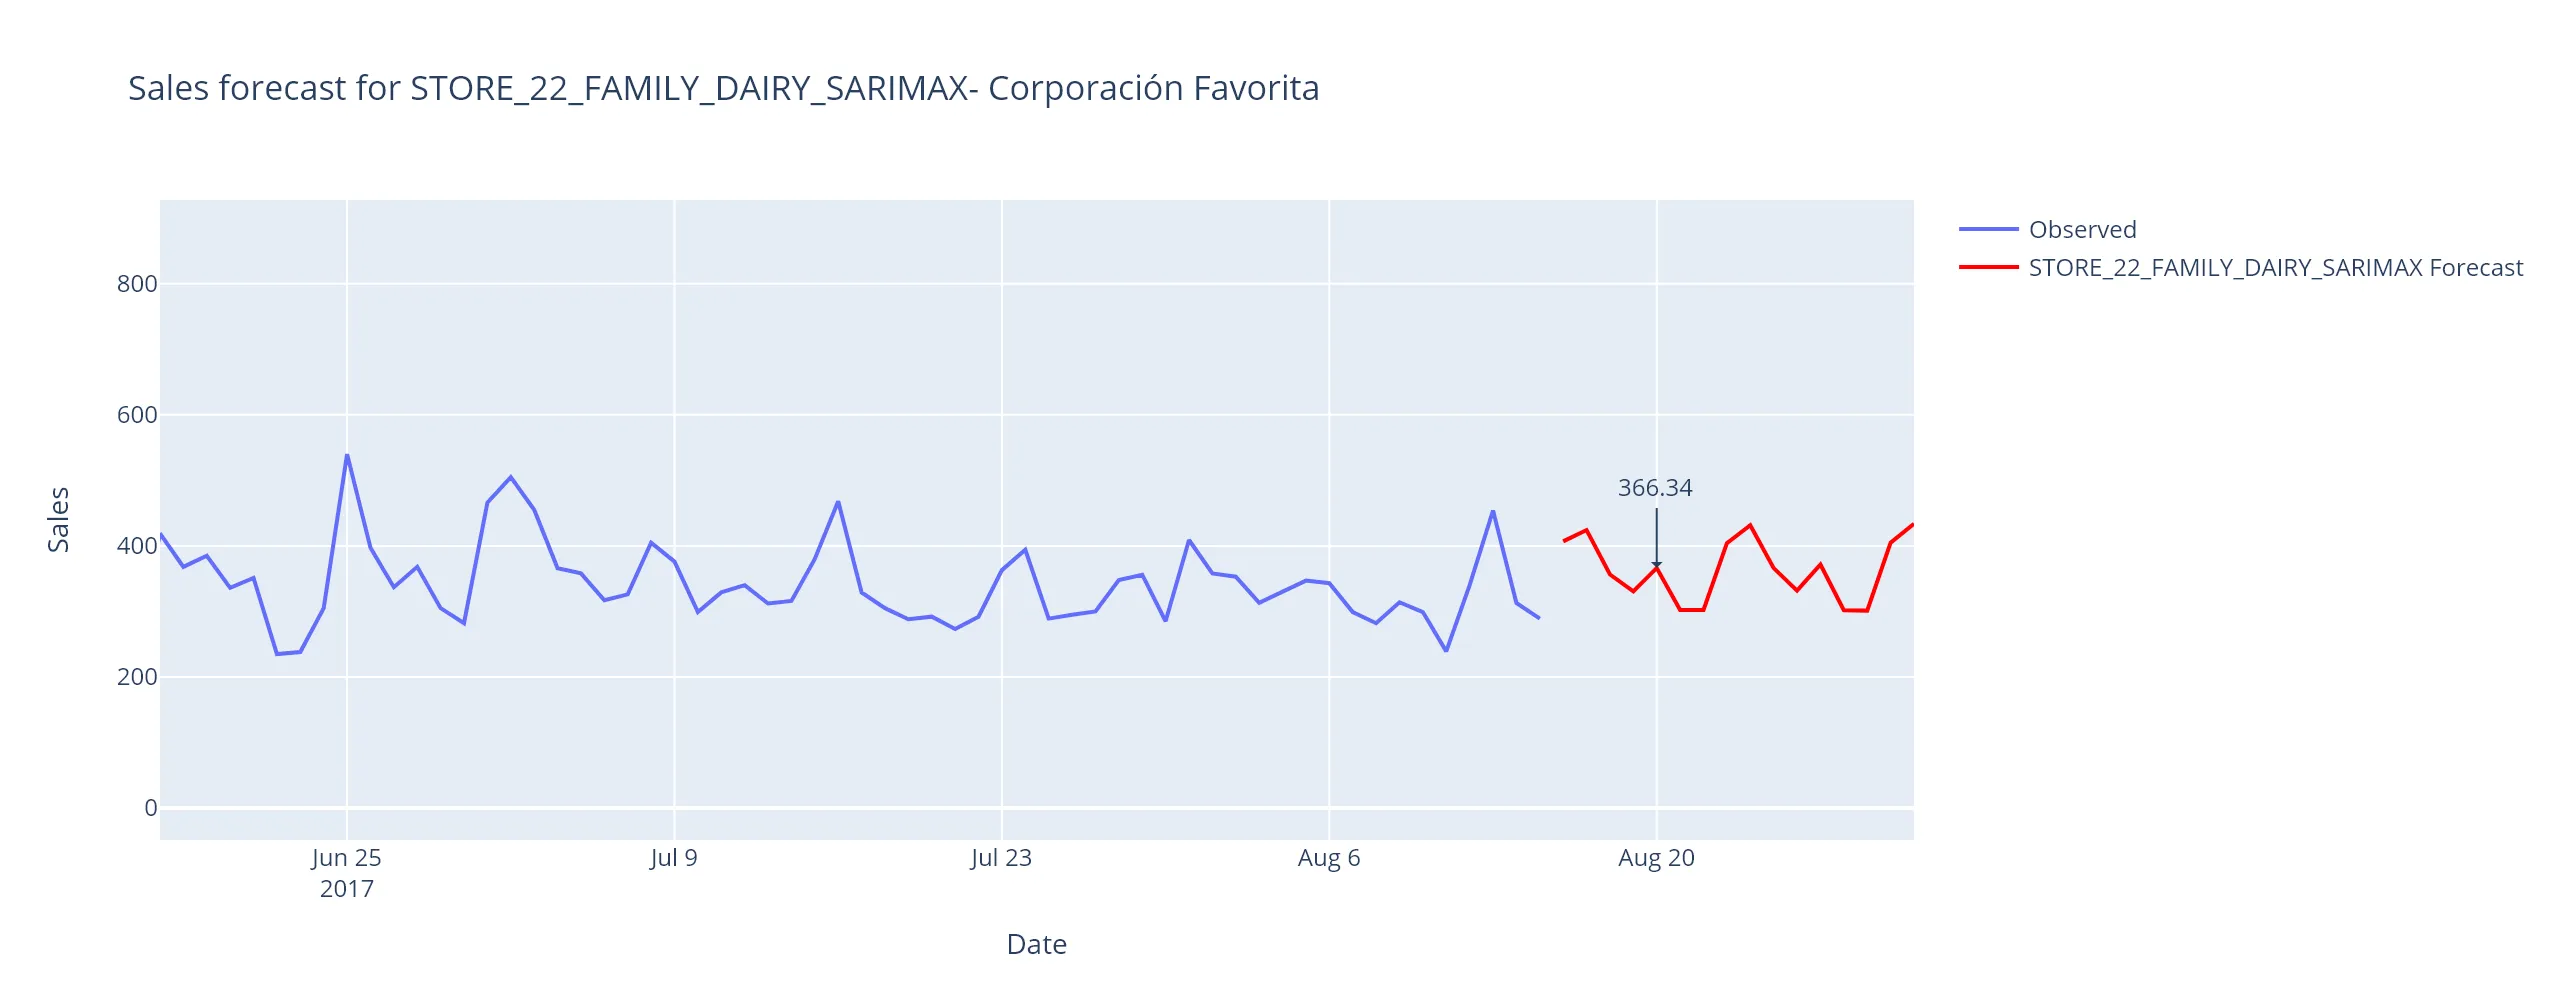 Sales forecast for STORE_22_FAMILY_DAIRY_SARIMAX- Corporación Favorita
Observed
STORE_22_FAMILY_DAIRY_SARIMAX Forecast
800
600
400
200
0
Sales
366.34
Jun 25
2017
Jul 9
Jul 23
Aug 6
Aug 20
Date